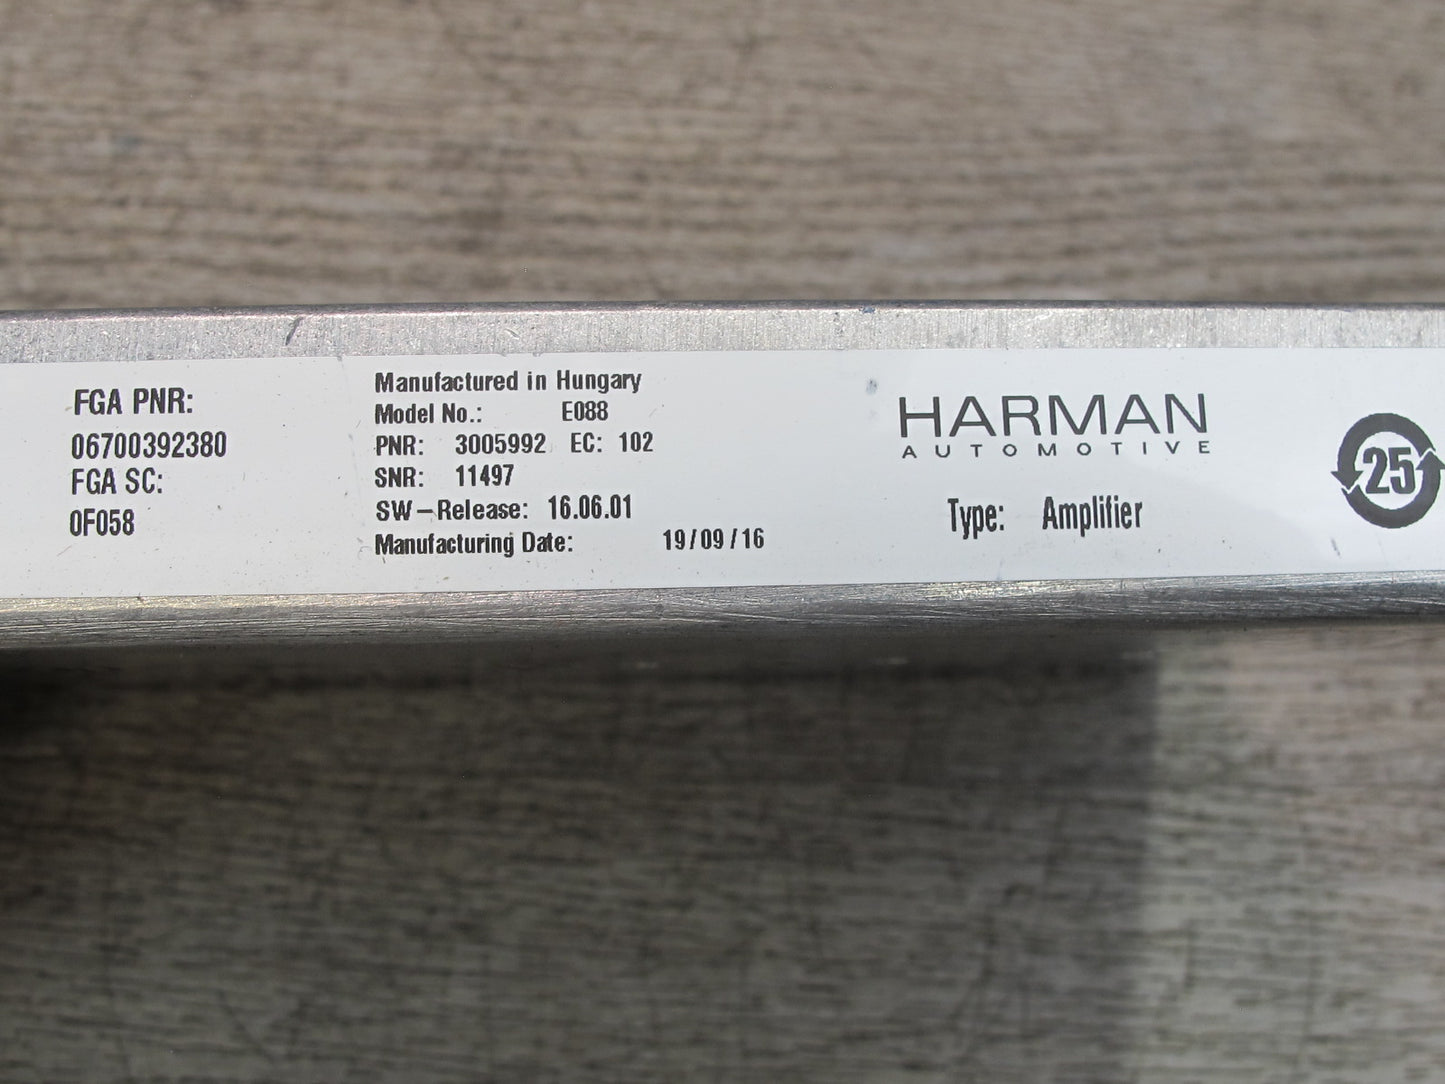 FGA PNR:
06700392380
FGA SC:
0F058
Manufactured in Hungary
Model No.: E088
PNR: 3005992 EC: 102
SNR: 11497
SW-Release: 16.06.01
Manufacturing Date: 19/09/16
HARMAN
AUTOMOTIVE
Type: Amplifier
25